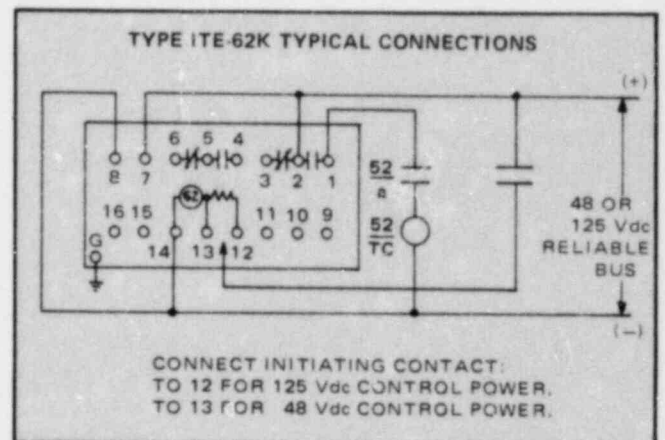 TYPE ITE-62K TYPICAL CONNECTIONS
(+)
6 5 4
8 7 3 2 1
52
a
62
48 OR
125 Vdc
RELIABLE
BUS
16 15 11 10 9
52
TC
G
14 13 12
(—)
CONNECT INITIATING CONTACT:
TO 12 FOR 125 Vdc CONTROL POWER.
TO 13 FOR 48 Vdc CONTROL POWER.